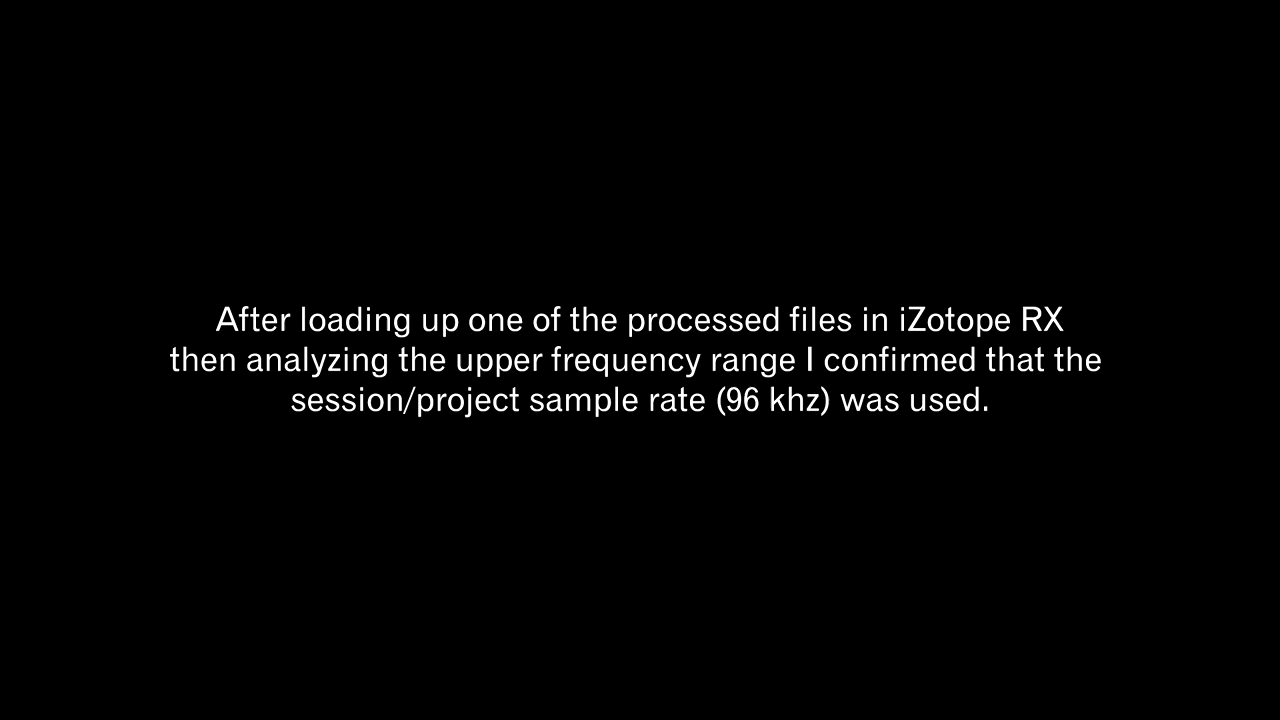 After loading up one of the processed files in iZotope RX
then analyzing the upper frequency range I confirmed that the
session/project sample rate (96 khz) was used.